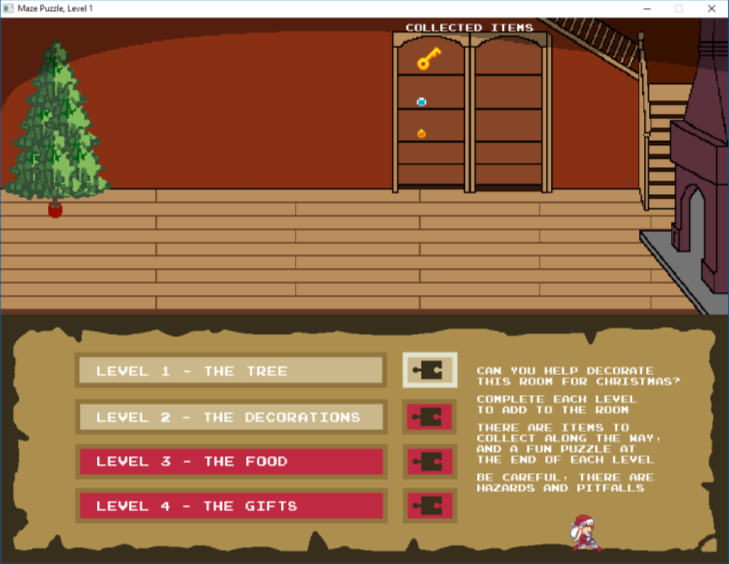 Maze Puzzle, Level 1
COLLECTED ITEMS
LEVEL 1 - THE TREE
LEVEL 2 - THE DECORATIONS
LEVEL 3 - THE FOOD
LEVEL 4 - THE GIFTS
CAN YOU HELP DECORATE
THIS ROOM FOR CHRISTMAS?
COMPLETE EACH LEVEL
TO ADD TO THE ROOM
THERE ARE ITEMS TO
COLLECT ALONG THE WAY,
AND A FUN PUZZLE AT
THE END OF EACH LEVEL
BE CAREFUL, THERE ARE
HAZARDS AND PITFALLS